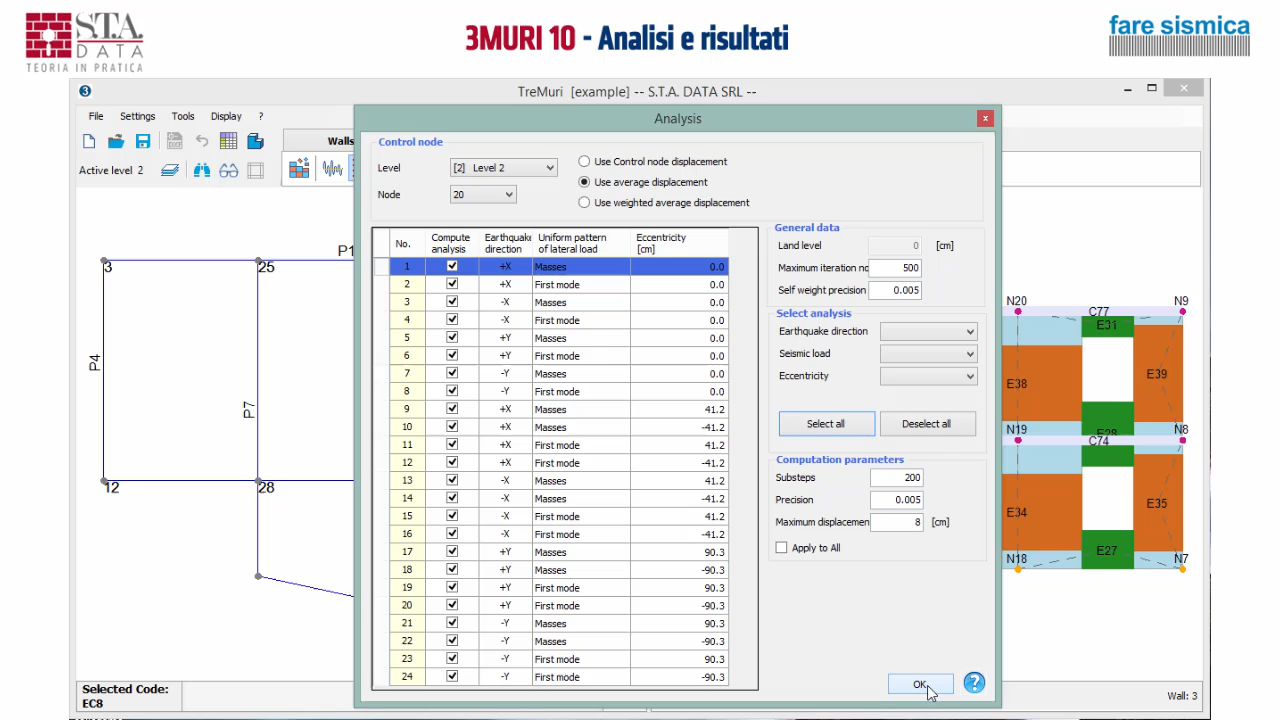 S.T.A.
DATA
TEORIA IN PRATICA
3MURI 10 - Analisi e risultati
fare sismica
TreMuri [example] -- S.T.A. DATA SRL --
File Settings Tools Display ?
Walls
Active level 2
Analysis
Control node
Level [2] Level 2
Node 20
Use Control node displacement
Use average displacement
Use weighted average displacement
No. Compute analysis Earthquake direction Uniform pattern of lateral load Eccentricity [cm]
1 +X Masses 0.0
2 +X First mode 0.0
3 -X Masses 0.0
4 -X First mode 0.0
5 +Y Masses 0.0
6 +Y First mode 0.0
7 -Y Masses 0.0
8 -Y First mode 0.0
9 +X Masses 41.2
10 +X Masses -41.2
11 +X First mode 41.2
12 +X First mode -41.2
13 -X Masses 41.2
14 -X Masses -41.2
15 -X First mode 41.2
16 -X First mode -41.2
17 +Y Masses 90.3
18 +Y Masses -90.3
19 +Y First mode 90.3
20 +Y First mode -90.3
21 -Y Masses 90.3
22 -Y Masses -90.3
23 -Y First mode 90.3
24 -Y First mode -90.3
General data
Land level 0 [cm]
Maximum iteration no 500
Self weight precision 0.005
Select analysis
Earthquake direction
Seismic load
Eccentricity
Select all Deselect all
Computation parameters
Substeps 200
Precision 0.005
Maximum displacemen 8 [cm]
Apply to All
OK
?
3 25 P1
P4 P7
12 28
N20 N9
C77
E31
E38 E39
E28
N19 N8
C74
E34 E35
E27
N18 N7
Selected Code:
EC8
Wall: 3